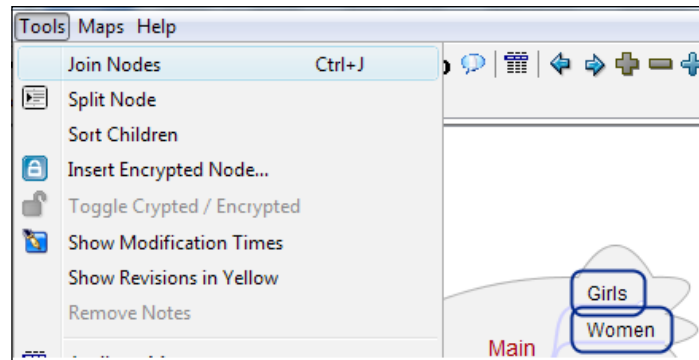 Tools Maps Help
Join Nodes Ctrl+J
Split Node
Sort Children
Insert Encrypted Node...
Toggle Crypted / Encrypted
Show Modification Times
Show Revisions in Yellow
Remove Notes
Girls
Women
Main